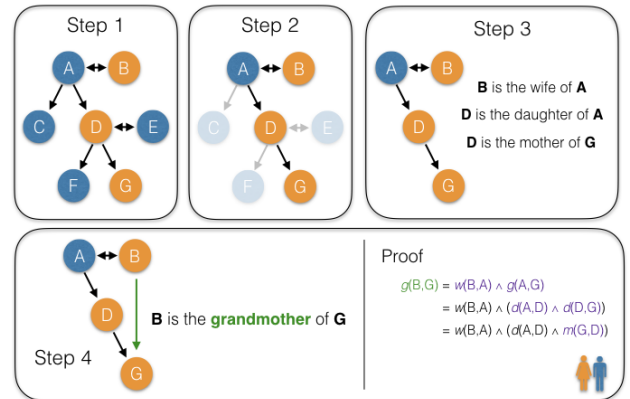 Step 1
A
B
C
D
E
F
G
Step 2
A
B
C
D
E
F
G
Step 3
A
B
D
G
B is the wife of A
D is the daughter of A
D is the mother of G
Step 4
A
B
D
G
B is the grandmother of G
Proof
g(B,G) = w(B,A) ∧ g(A,G)
= w(B,A) ∧ (d(A,D) ∧ d(D,G))
= w(B,A) ∧ (d(A,D) ∧ m(G,D))